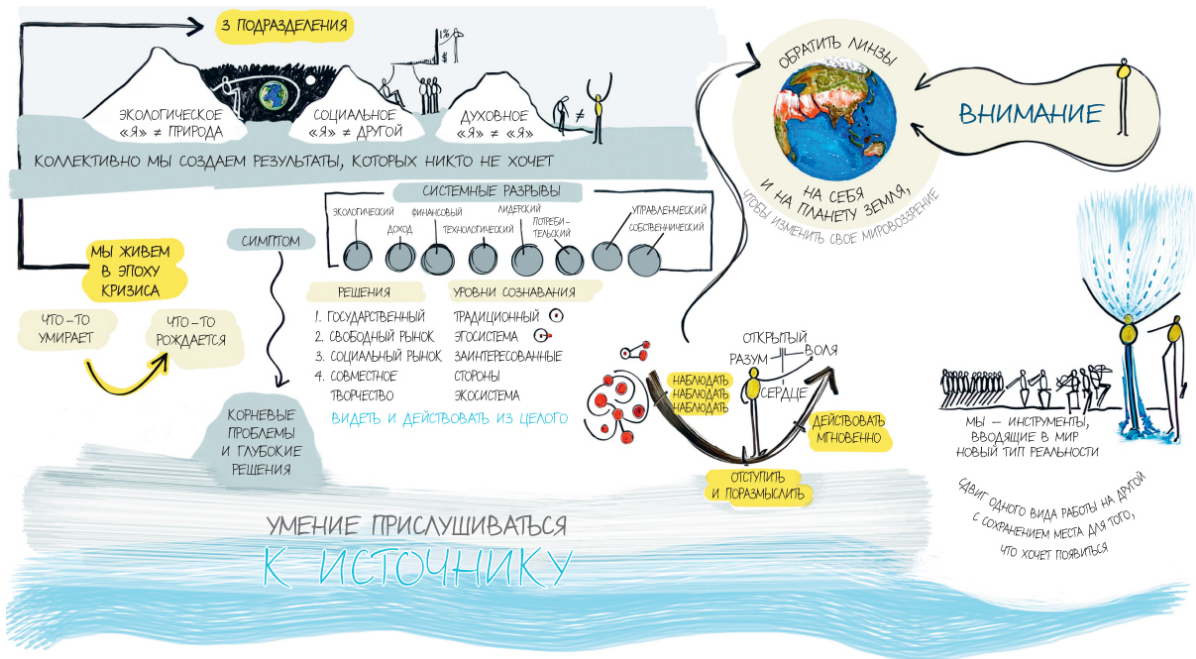 3 ПОДРАЗДЕЛЕНИЯ
1%
$
ЭКОЛОГИЧЕСКОЕ
«Я» ≠ ПРИРОДА
СОЦИАЛЬНОЕ
«Я» ≠ ДРУГОЙ
ДУХОВНОЕ
«Я» ≠ «Я»
≠
КОЛЛЕКТИВНО МЫ СОЗДАЕМ РЕЗУЛЬТАТЫ, КОТОРЫХ НИКТО НЕ ХОЧЕТ
МЫ ЖИВЕМ
В ЭПОХУ
КРИЗИСА
ЧТО-ТО
УМИРАЕТ
ЧТО-ТО
РОЖДАЕТСЯ
СИМПТОМ
КОРНЕВЫЕ
ПРОБЛЕМЫ
И ГЛУБОКИЕ
РЕШЕНИЯ
СИСТЕМНЫЕ РАЗРЫВЫ
ЭКОЛОГИЧЕСКИЙ
ДОХОД
ФИНАНСОВЫЙ
ТЕХНОЛОГИЧЕСКИЙ
ЛИДЕРСКИЙ
ПОТРЕБИ-
ТЕЛЬСКИЙ
УПРАВЛЕНЧЕСКИЙ
СОБСТВЕННИЧЕСКИЙ
РЕШЕНИЯ
1. ГОСУДАРСТВЕННЫЙ
2. СВОБОДНЫЙ РЫНОК
3. СОЦИАЛЬНЫЙ РЫНОК
4. СОВМЕСТНОЕ
ТВОРЧЕСТВО
УРОВНИ СОЗНАВАНИЯ
ТРАДИЦИОННЫЙ
ЭГОСИСТЕМА
ЗАИНТЕРЕСОВАННЫЕ
СТОРОНЫ
ЭКОСИСТЕМА
ВИДЕТЬ И ДЕЙСТВОВАТЬ ИЗ ЦЕЛОГО
ОТКРЫТЫЙ
РАЗУМ
ВОЛЯ
СЕРДЦЕ
НАБЛЮДАТЬ
НАБЛЮДАТЬ
НАБЛЮДАТЬ
ОТСТУПИТЬ
И ПОРАЗМЫСЛИТЬ
ДЕЙСТВОВАТЬ
МГНОВЕННО
ОБРАТИТЬ ЛИНЗЫ
НА СЕБЯ
И НА ПЛАНЕТУ ЗЕМЛЯ,
ЧТОБЫ ИЗМЕНИТЬ СВОЕ МИРОВОЗЗРЕНИЕ
ВНИМАНИЕ
МЫ – ИНСТРУМЕНТЫ,
ВВОДЯЩИЕ В МИР
НОВЫЙ ТИП РЕАЛЬНОСТИ
СДВИГ ОДНОГО ВИДА РАБОТЫ НА ДРУГОЙ
С СОХРАНЕНИЕМ МЕСТА ДЛЯ ТОГО,
ЧТО ХОЧЕТ ПОЯВИТЬСЯ
УМЕНИЕ ПРИСЛУШИВАТЬСЯ
К ИСТОЧНИКУ